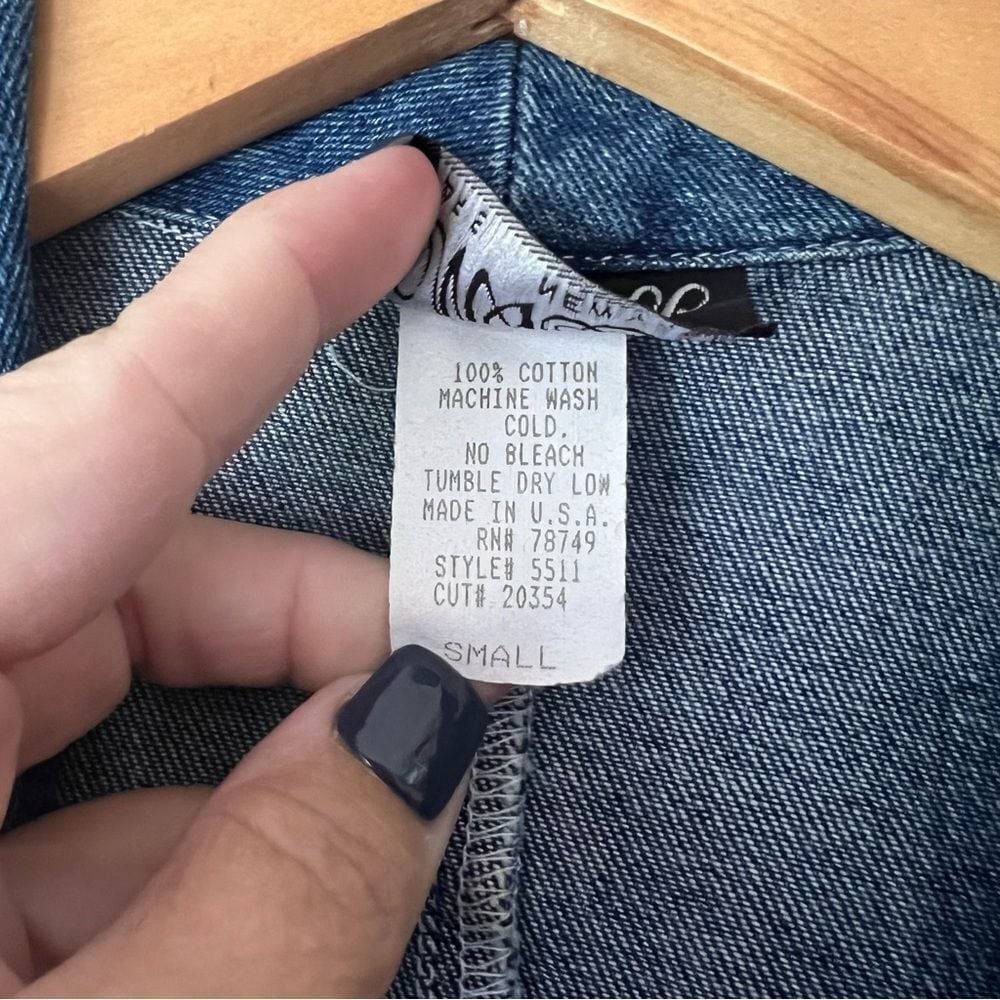 100% COTTON
MACHINE WASH
COLD.
NO BLEACH
TUMBLE DRY LOW
MADE IN U.S.A.
RN# 78749
STYLE# 5511
CUT# 20354
SMALL